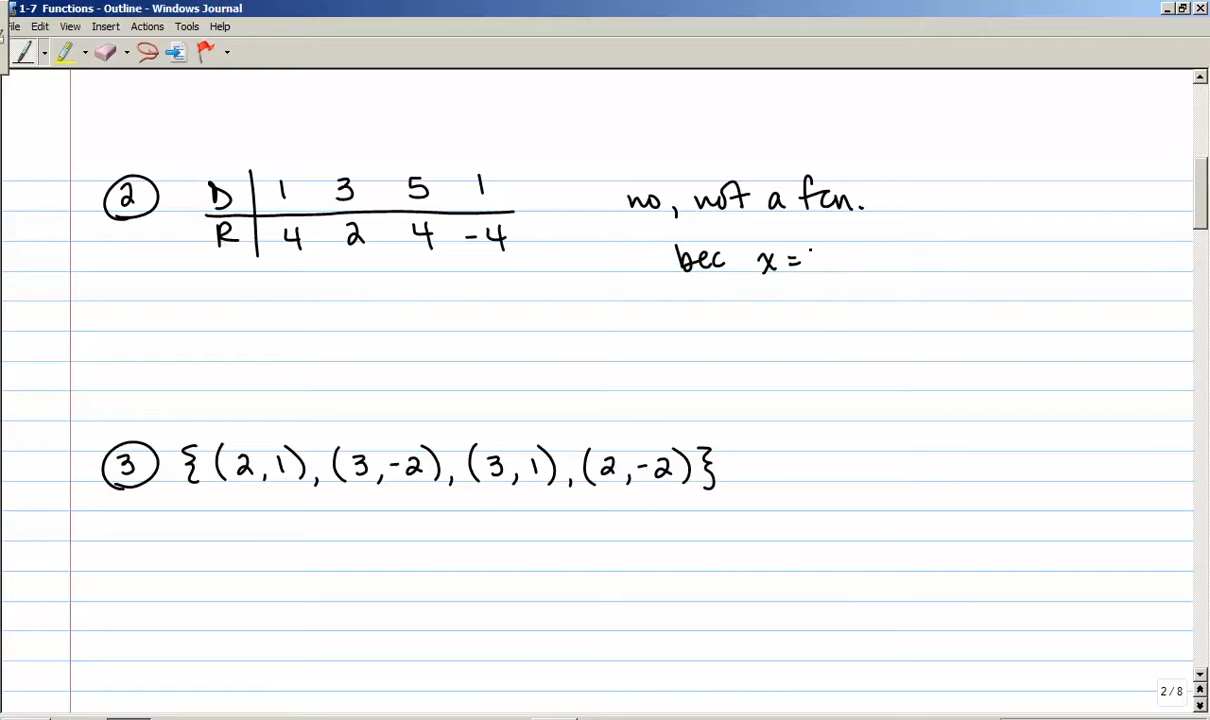 1-7 Functions - Outline - Windows Journal
File Edit View Insert Actions Tools Help
2 D 1 3 5 1 no, not a fcn.
R 4 2 4 -4
bec x =
3 { (2,1), (3,-2), (3,1), (2,-2) }
2 / 8